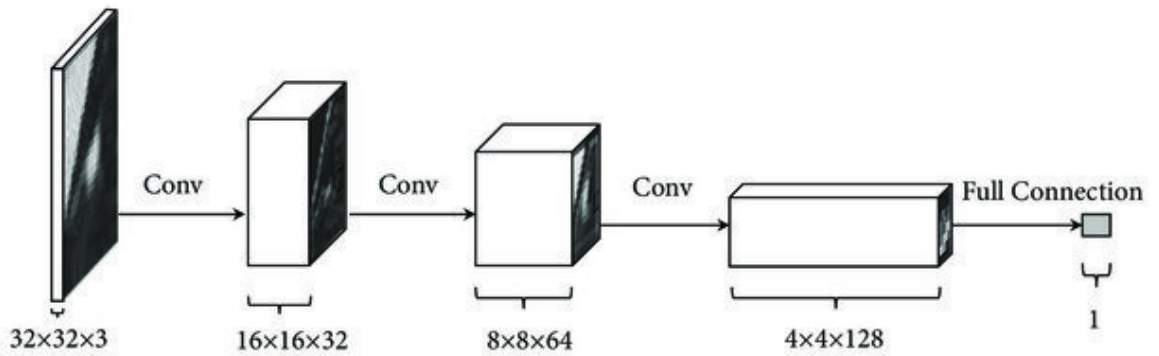 Conv
Conv
Conv
Full Connection
32×32×3
16×16×32
8×8×64
4×4×128
1